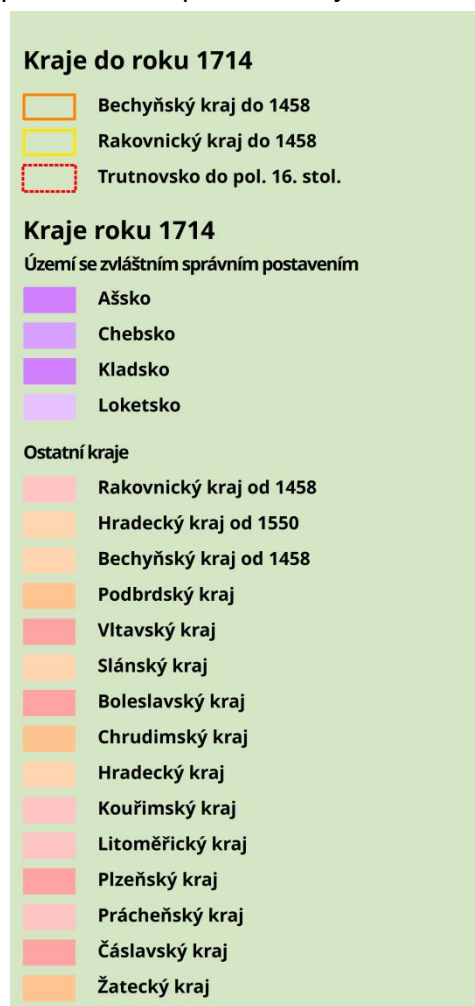 Kraje do roku 1714
Bechyňský kraj do 1458
Rakovnický kraj do 1458
Trutnovsko do pol. 16. stol.
Kraje roku 1714
Území se zvláštním správním postavením
Ašsko
Chebsko
Kladsko
Loketsko
Ostatní kraje
Rakovnický kraj od 1458
Hradecký kraj od 1550
Bechyňský kraj od 1458
Podbrdský kraj
Vltavský kraj
Slánský kraj
Boleslavský kraj
Chrudimský kraj
Hradecký kraj
Kouřimský kraj
Litoměřický kraj
Plzeňský kraj
Prácheňský kraj
Čáslavský kraj
Žatecký kraj